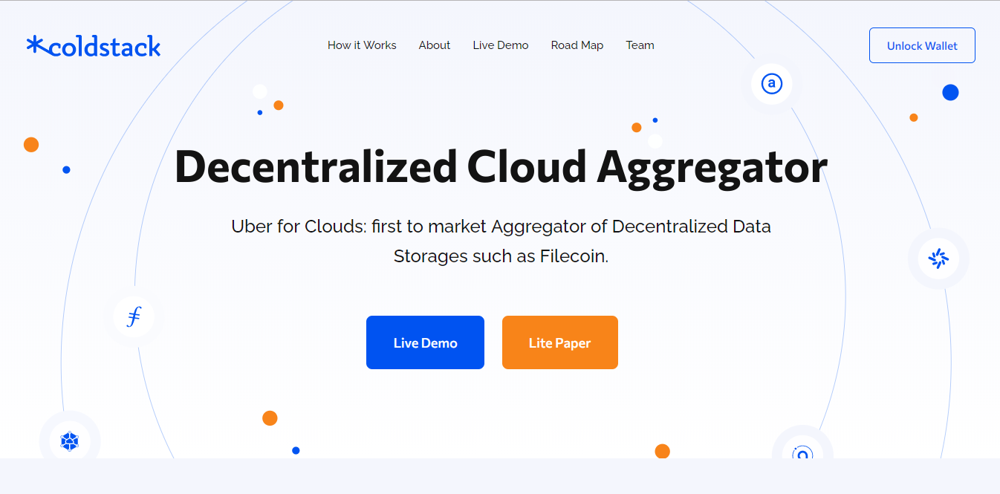 coldstack
How it Works
About
Live Demo
Road Map
Team
Unlock Wallet
a
Decentralized Cloud Aggregator
Uber for Clouds: first to market Aggregator of Decentralized Data
Storages such as Filecoin.
Live Demo
Lite Paper